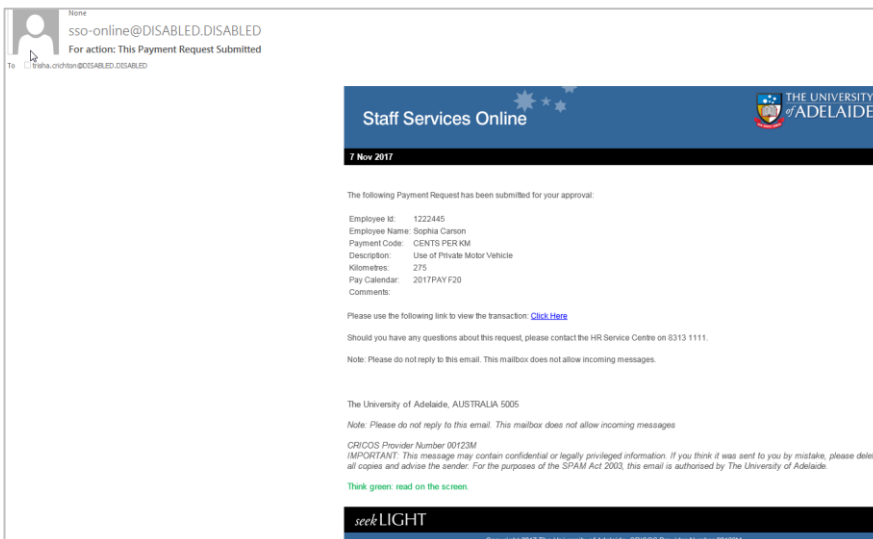 None
sso-online@DISABLED.DISABLED
For action: This Payment Request Submitted
To trisha.crichton@DISABLED.DISABLED
Staff Services Online
THE UNIVERSITY
of ADELAIDE
7 Nov 2017
The following Payment Request has been submitted for your approval:
Employee Id: 1222445
Employee Name: Sophia Carson
Payment Code: CENTS PER KM
Description: Use of Private Motor Vehicle
Kilometres: 275
Pay Calendar: 2017PAY F20
Comments:
Please use the following link to view the transaction: Click Here
Should you have any questions about this request, please contact the HR Service Centre on 8313 1111.
Note: Please do not reply to this email. This mailbox does not allow incoming messages.
The University of Adelaide, AUSTRALIA 5005
Note: Please do not reply to this email. This mailbox does not allow incoming messages
CRICOS Provider Number 00123M
IMPORTANT: This message may contain confidential or legally privileged information. If you think it was sent to you by mistake, please dele
all copies and advise the sender. For the purposes of the SPAM Act 2003, this email is authorised by The University of Adelaide.
Think green: read on the screen.
seek LIGHT